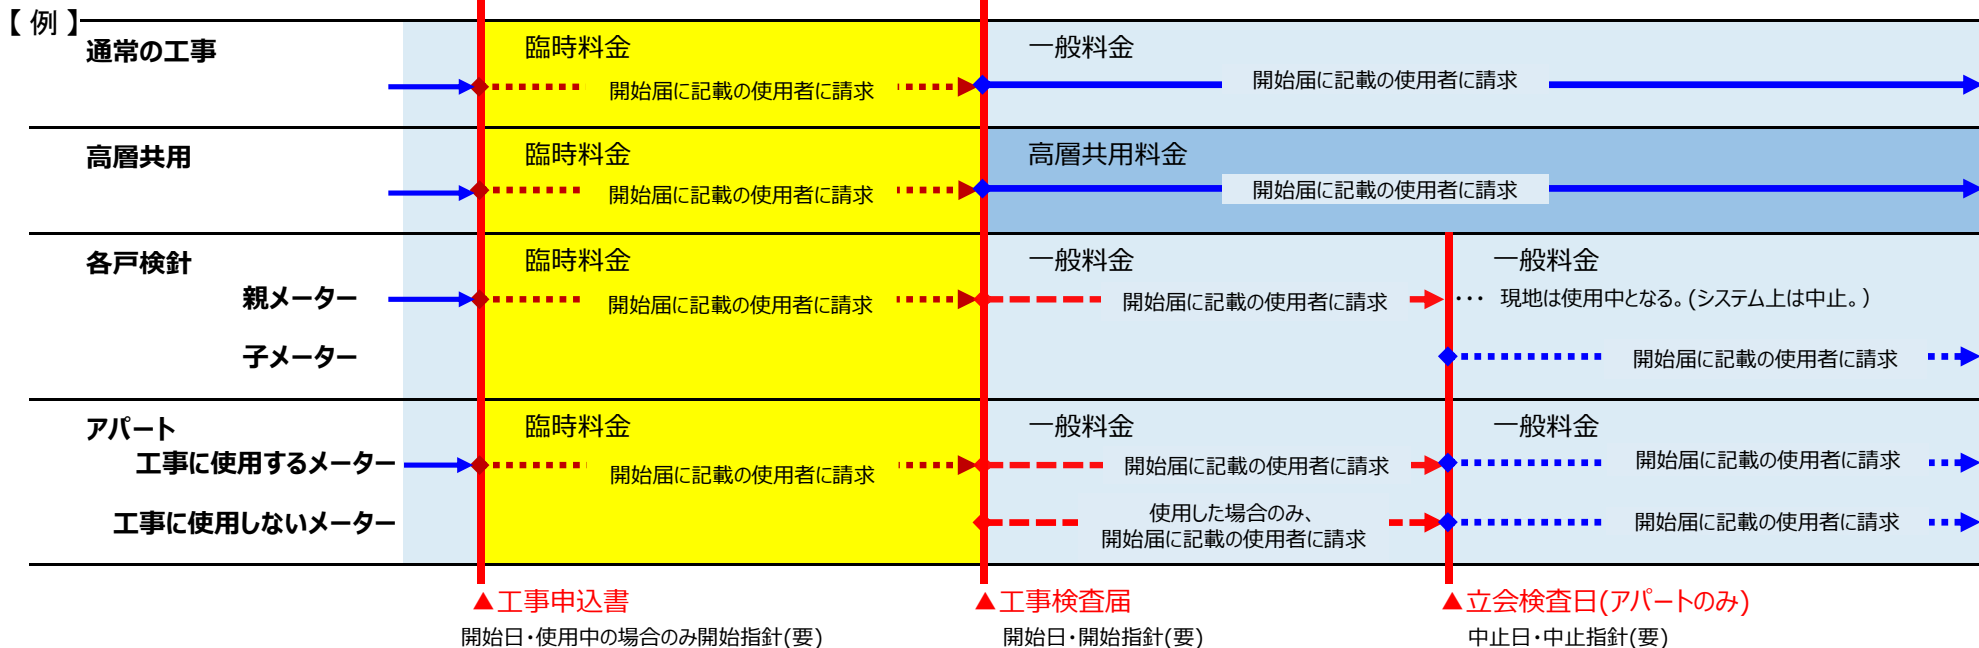 【 例 】
通常の工事
臨時料金
一般料金
開始届に記載の使用者に請求
開始届に記載の使用者に請求
高層共用
臨時料金
高層共用料金
開始届に記載の使用者に請求
開始届に記載の使用者に請求
各戸検針
臨時料金
一般料金
一般料金
親メーター
開始届に記載の使用者に請求
開始届に記載の使用者に請求
･･･ 現地は使用中となる。(システム上は中止。)
子メーター
開始届に記載の使用者に請求
アパート
臨時料金
一般料金
一般料金
工事に使用するメーター
開始届に記載の使用者に請求
開始届に記載の使用者に請求
開始届に記載の使用者に請求
工事に使用しないメーター
使用した場合のみ、
開始届に記載の使用者に請求
開始届に記載の使用者に請求
▲工事申込書
▲工事検査届
▲立会検査日(アパートのみ)
開始日･使用中の場合のみ開始指針(要)
開始日･開始指針(要)
中止日･中止指針(要)